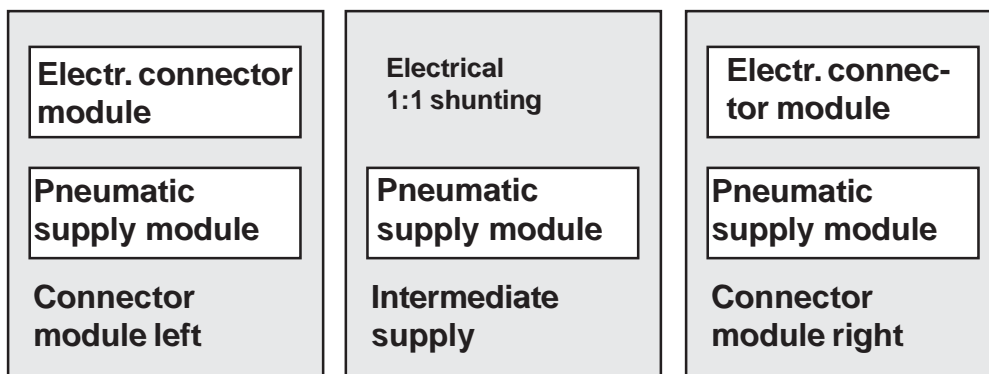 Electr. connector
module
Pneumatic
supply module
Connector
module left
Electrical
1:1 shunting
Pneumatic
supply module
Intermediate
supply
Electr. connec-
tor module
Pneumatic
supply module
Connector
module right